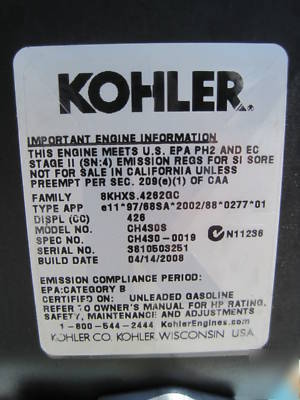 KOHLER
IMPORTANT ENGINE INFORMATION
THIS ENGINE MEETS U.S. EPA PH2 AND EC
STAGE II (SN:4) EMISSION REGS FOR SI SORE
NOT FOR SALE IN CALIFORNIA UNLESS
PREEMPT PER SEC. 209(e)(1) OF CAA
FAMILY 8KHXS.4262GC
TYPE APP e11*97/68SA*2002/88*0277*01
DISPL (CC) 426
MODEL NO. CH430S
SPEC NO. CH430-0019 N11236
SERIAL NO. 3810503251
BUILD DATE 04/14/2008
EMISSION COMPLIANCE PERIOD:
EPA:CATEGORY B
CERTIFIED ON: UNLEADED GASOLINE
REFER TO OWNER'S MANUAL FOR HP RATING,
SAFETY, MAINTENANCE AND ADJUSTMENTS
1-800-544-2444 KohlerEngines.com
KOHLER CO. KOHLER, WISCONSIN USA